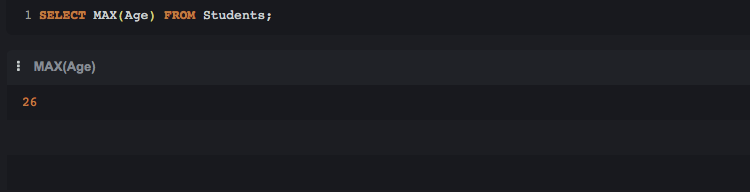 1 SELECT MAX(Age) FROM Students;
MAX(Age)
26